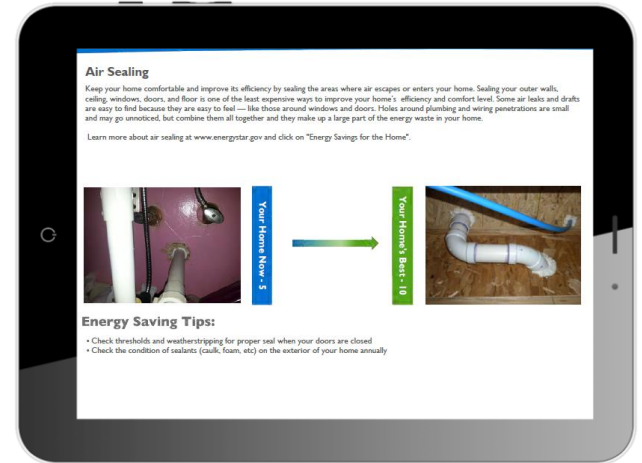 Air Sealing
Keep your home comfortable and improve its efficiency by sealing the areas where air escapes or enters your home. Sealing your outer walls,
ceiling, windows, doors, and floor is one of the least expensive ways to improve your home's efficiency and comfort level. Some air leaks and drafts
are easy to find because they are easy to feel — like those around windows and doors. Holes around plumbing and wiring penetrations are small
and may go unnoticed, but combine them all together and they make up a large part of the energy waste in your home.
Learn more about air sealing at www.energystar.gov and click on "Energy Savings for the Home".
Your Home Now - 5
Your Home's Best - 10
Energy Saving Tips:
• Check thresholds and weatherstripping for proper seal when your doors are closed
• Check the condition of sealants (caulk, foam, etc) on the exterior of your home annually